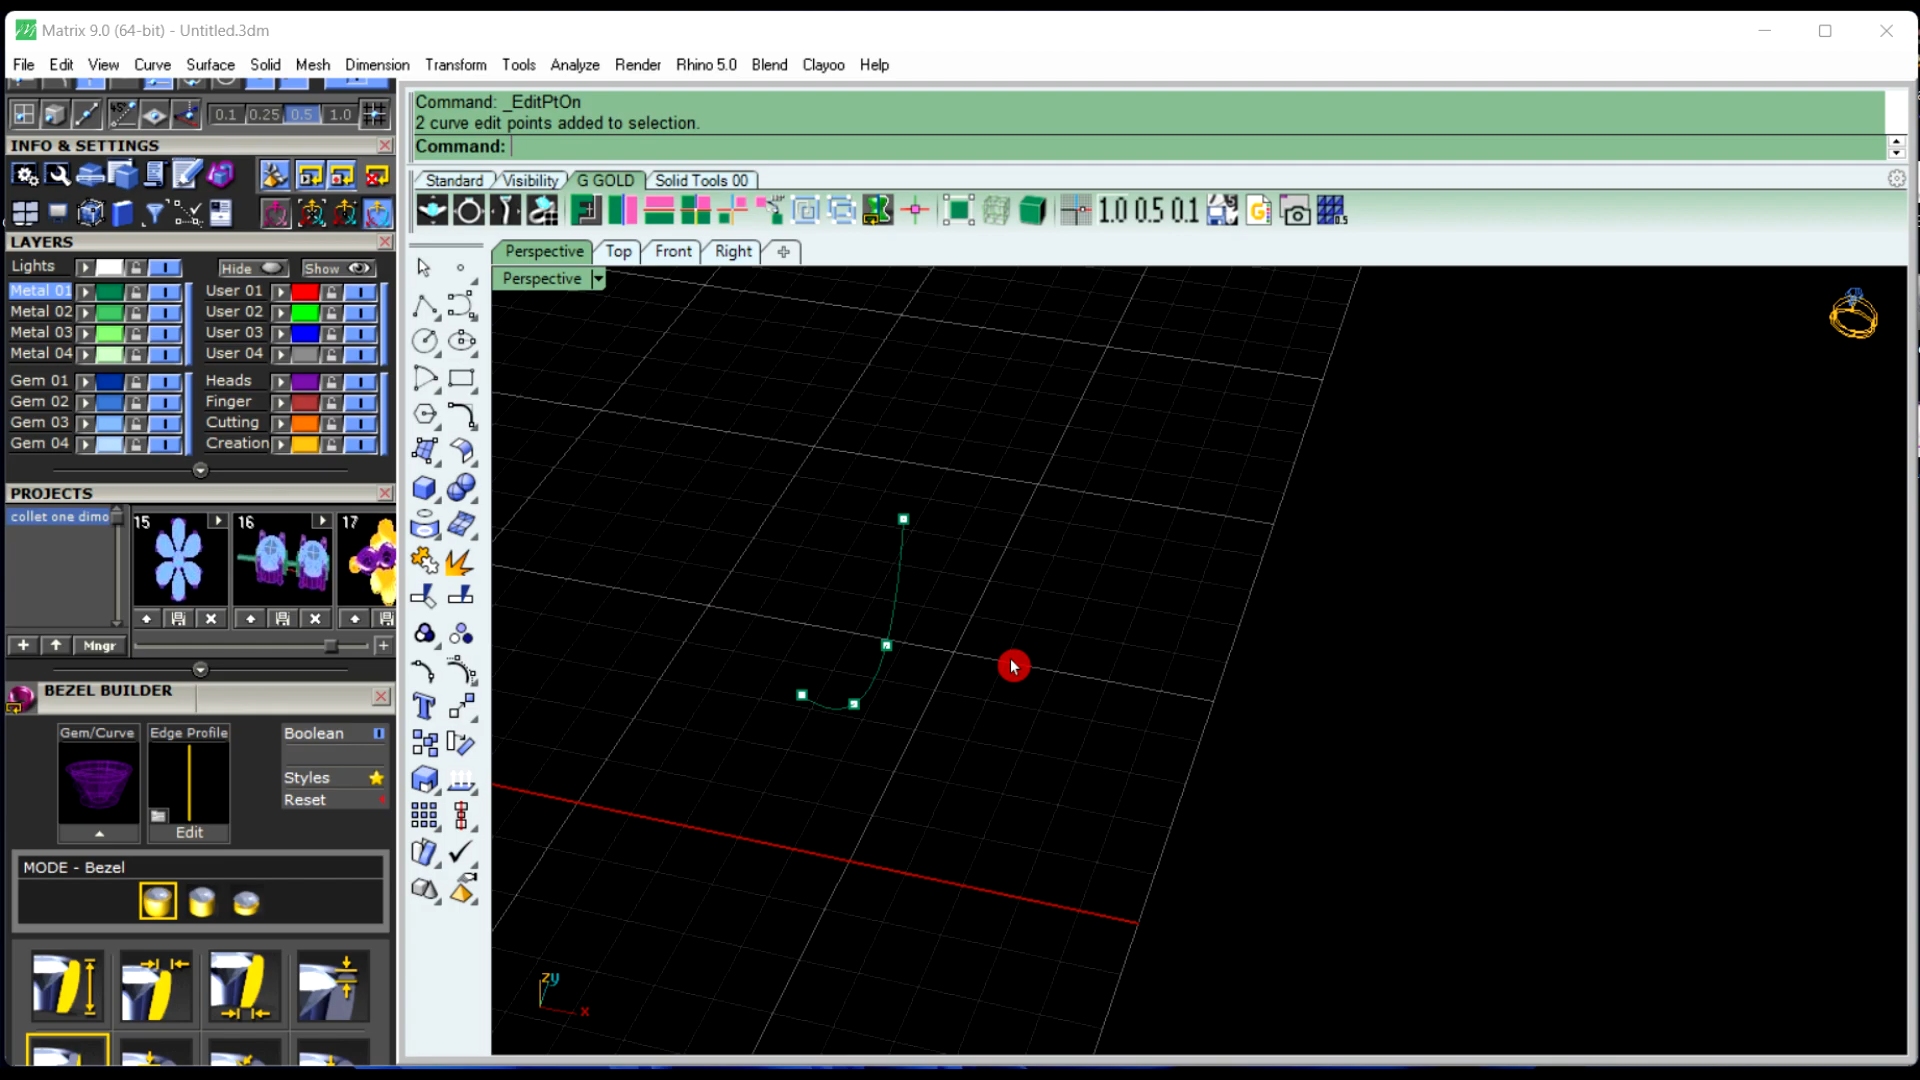 Matrix 9.0 (64-bit) - Untitled.3dm
File Edit View Curve Surface Solid Mesh Dimension Transform Tools Analyze Render Rhino 5.0 Blend Clayoo Help
0.1 0.25 0.5 1.0
INFO & SETTINGS
LAYERS
Lights Hide Show
Metal 01 User 01
Metal 02 User 02
Metal 03 User 03
Metal 04 User 04
Gem 01 Heads
Gem 02 Finger
Gem 03 Cutting
Gem 04 Creation
PROJECTS
collet one dimo
15 16 17
Mngr
BEZEL BUILDER
Gem/Curve Edge Profile Boolean
Styles
Reset
Edit
MODE - Bezel
Command: _EditPtOn
2 curve edit points added to selection.
Command:
Standard Visibility G GOLD Solid Tools 00
1.0 0.5 0.1 0.5
Perspective Top Front Right
Perspective
zy
x